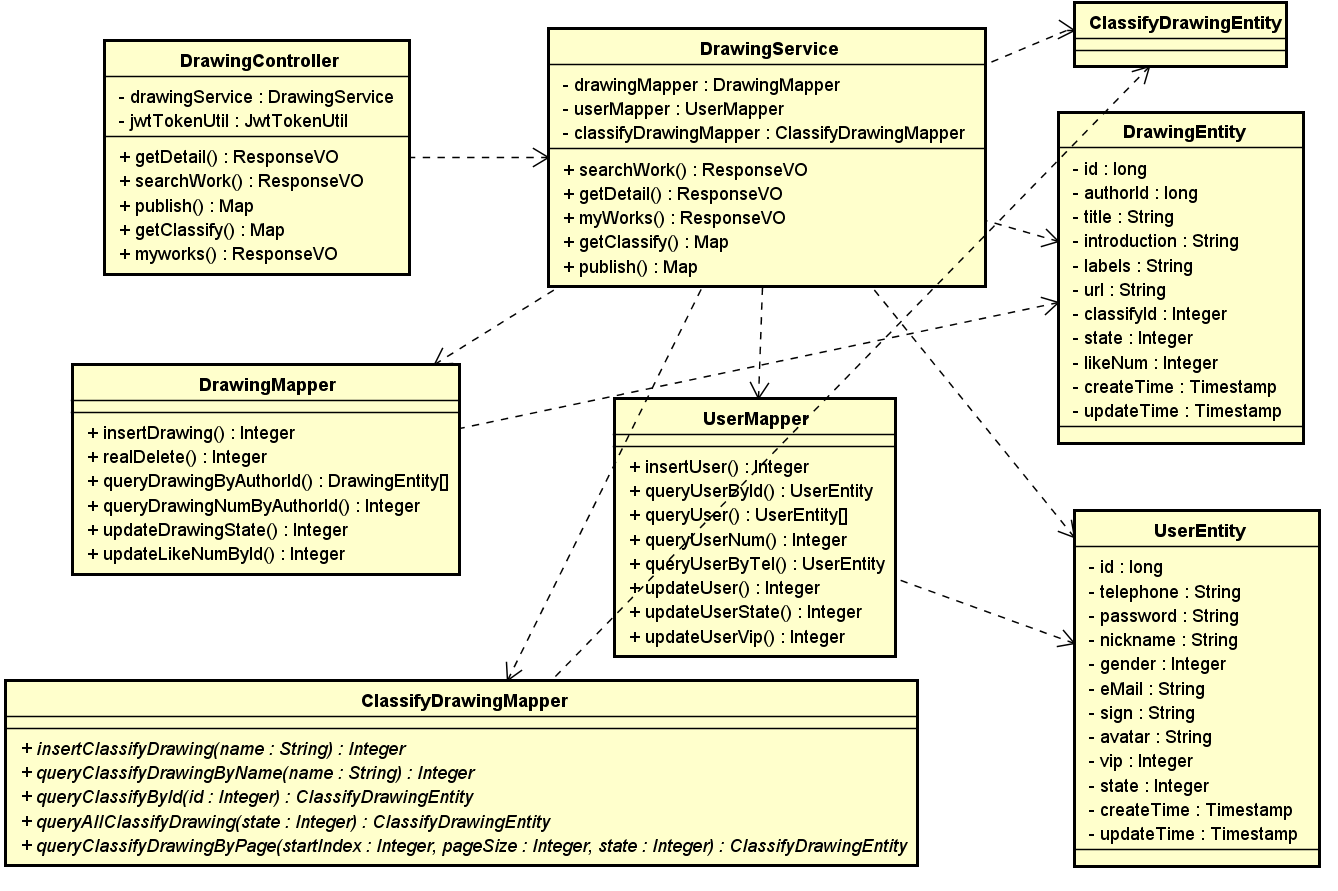 DrawingController
- drawingService : DrawingService
- jwtTokenUtil : JwtTokenUtil
+ getDetail() : ResponseVO
+ searchWork() : ResponseVO
+ publish() : Map
+ getClassify() : Map
+ myworks() : ResponseVO
DrawingService
- drawingMapper : DrawingMapper
- userMapper : UserMapper
- classifyDrawingMapper : ClassifyDrawingMapper
+ searchWork() : ResponseVO
+ getDetail() : ResponseVO
+ myWorks() : ResponseVO
+ getClassify() : Map
+ publish() : Map
ClassifyDrawingEntity
DrawingEntity
- id : long
- authorId : long
- title : String
- introduction : String
- labels : String
- url : String
- classifyId : Integer
- state : Integer
- likeNum : Integer
- createTime : Timestamp
- updateTime : Timestamp
DrawingMapper
+ insertDrawing() : Integer
+ realDelete() : Integer
+ queryDrawingByAuthorId() : DrawingEntity[]
+ queryDrawingNumByAuthorId() : Integer
+ updateDrawingState() : Integer
+ updateLikeNumById() : Integer
UserMapper
+ insertUser() : Integer
+ queryUserById() : UserEntity
+ queryUser() : UserEntity[]
+ queryUserNum() : Integer
+ queryUserByTel() : UserEntity
+ updateUser() : Integer
+ updateUserState() : Integer
+ updateUserVip() : Integer
UserEntity
- id : long
- telephone : String
- password : String
- nickname : String
- gender : Integer
- eMail : String
- sign : String
- avatar : String
- vip : Integer
- state : Integer
- createTime : Timestamp
- updateTime : Timestamp
ClassifyDrawingMapper
+ insertClassifyDrawing(name : String) : Integer
+ queryClassifyDrawingByName(name : String) : Integer
+ queryClassifyById(id : Integer) : ClassifyDrawingEntity
+ queryAllClassifyDrawing(state : Integer) : ClassifyDrawingEntity
+ queryClassifyDrawingByPage(startIndex : Integer, pageSize : Integer, state : Integer) : ClassifyDrawingEntity